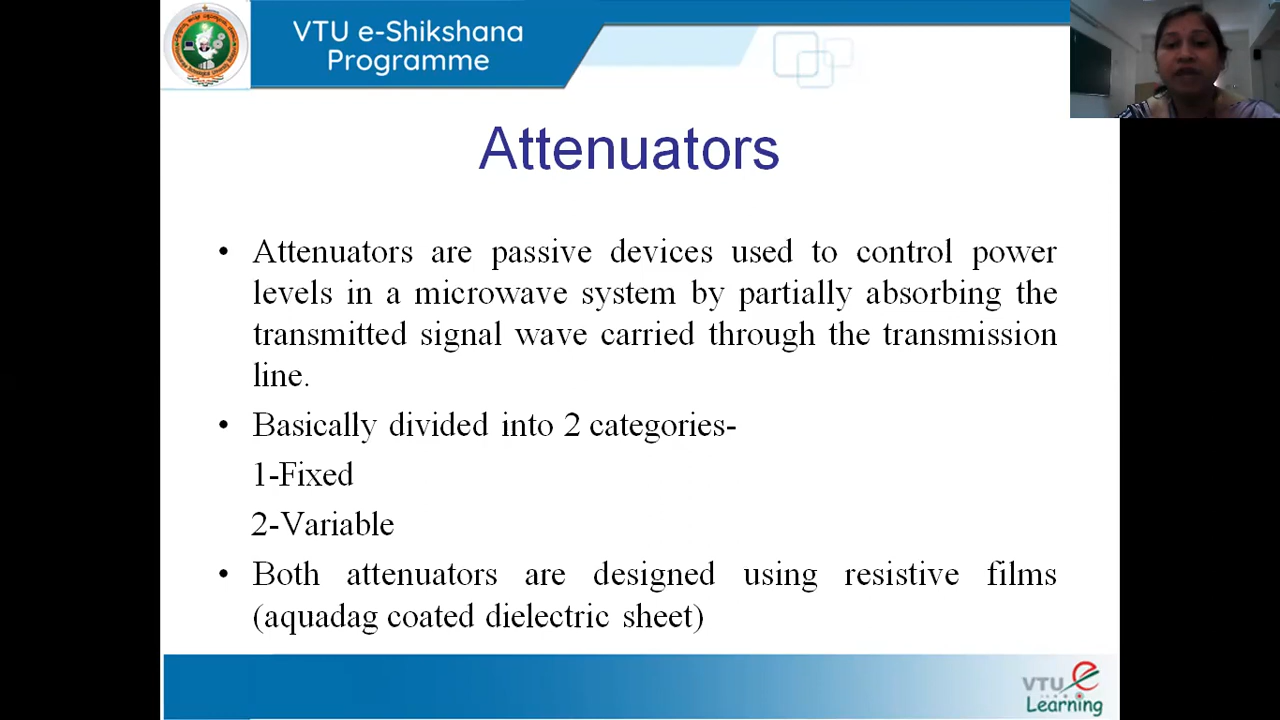 VTU e-Shikshana
Programme
Attenuators
• Attenuators are passive devices used to control power
levels in a microwave system by partially absorbing the
transmitted signal wave carried through the transmission
line.
• Basically divided into 2 categories-
1-Fixed
2-Variable
• Both attenuators are designed using resistive films
(aquadag coated dielectric sheet)
VTU e
Learning